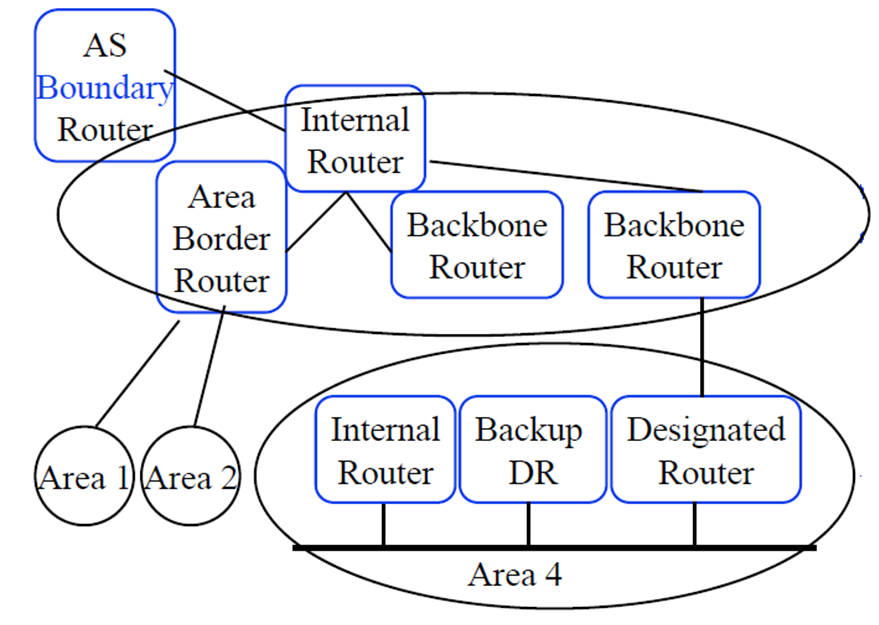 AS
Boundary
Router
Internal
Router
Area
Border
Router
Backbone
Router
Backbone
Router
Area 1
Area 2
Internal
Router
Backup
DR
Designated
Router
Area 4